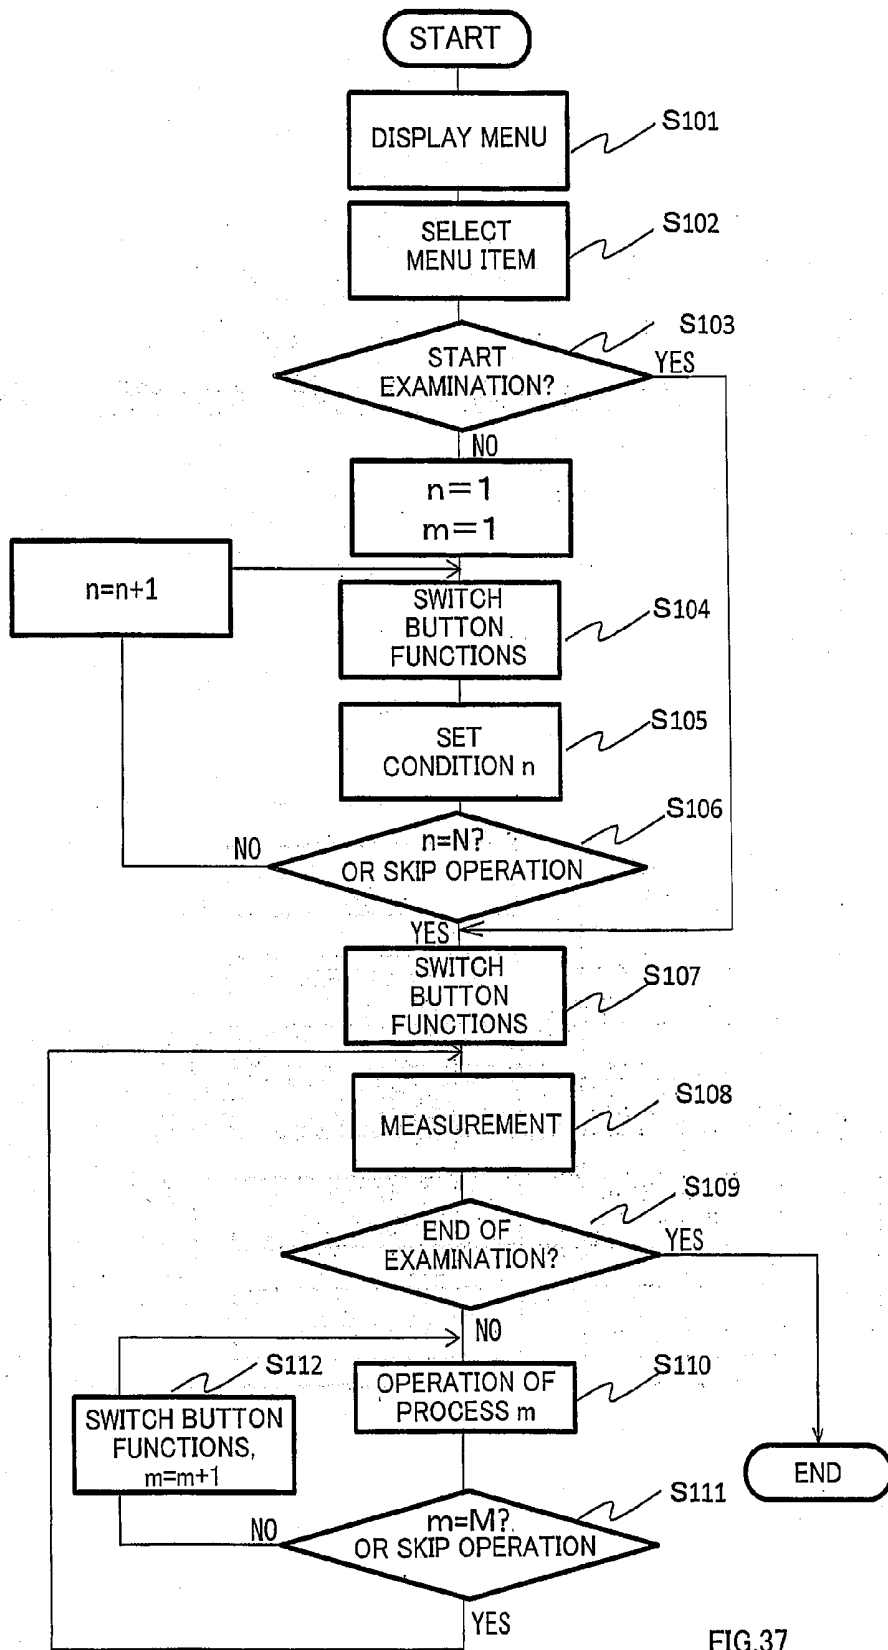 START
DISPLAY MENU
S101
SELECT
MENU ITEM
S102
START
EXAMINATION?
S103
YES
NO
n=1
m=1
n=n+1
SWITCH
BUTTON
FUNCTIONS
S104
SET
CONDITION n
S105
n=N?
OR SKIP OPERATION
S106
NO
YES
SWITCH
BUTTON
FUNCTIONS
S107
MEASUREMENT
S108
END OF
EXAMINATION?
S109
YES
NO
S112
SWITCH BUTTON
FUNCTIONS,
m=m+1
OPERATION OF
PROCESS m
S110
END
m=M?
OR SKIP OPERATION
S111
NO
YES
FIG.37